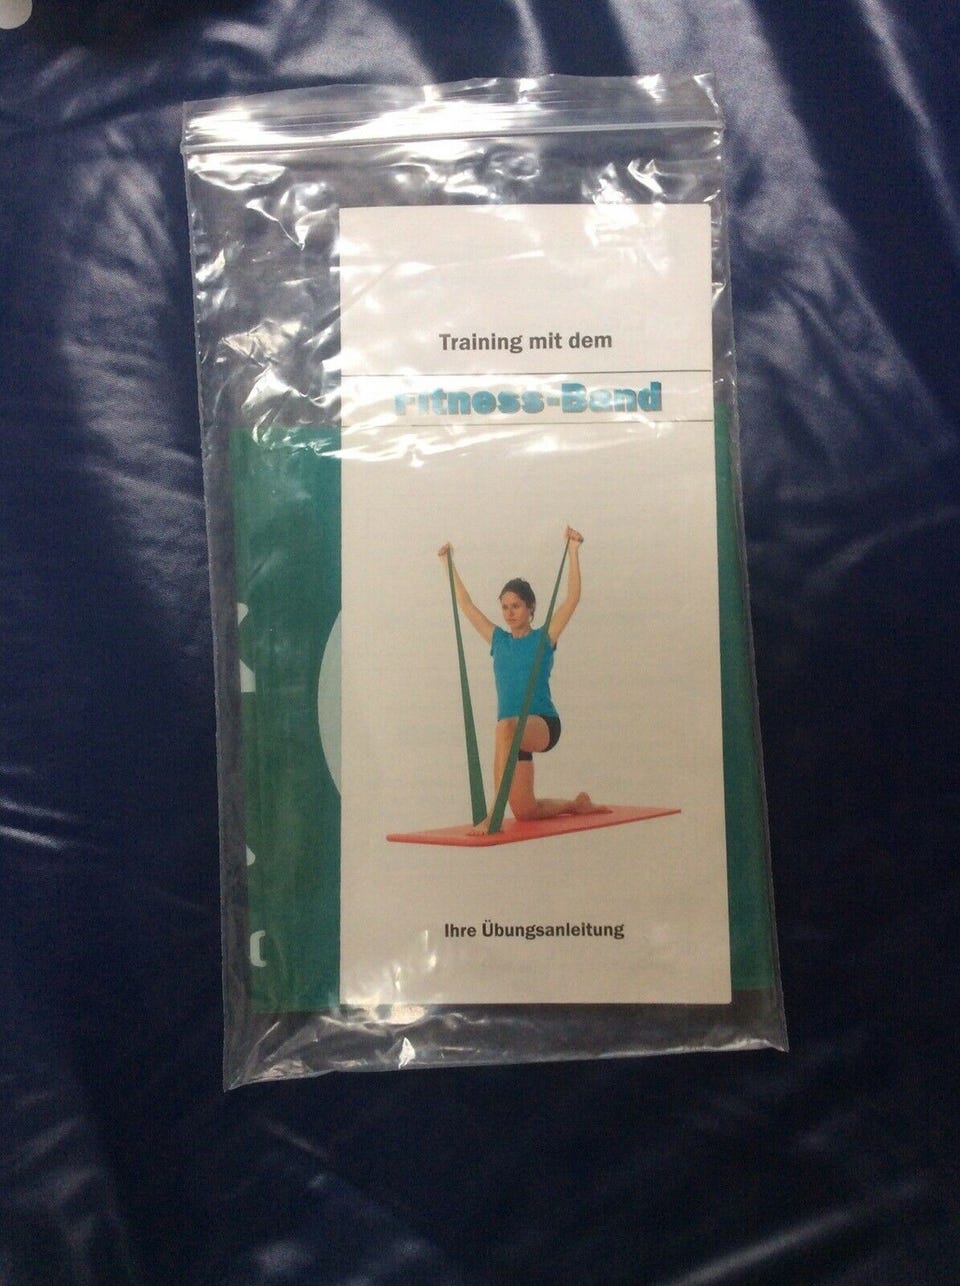 Training mit dem
Fitness-Band
Ihre Übungsanleitung